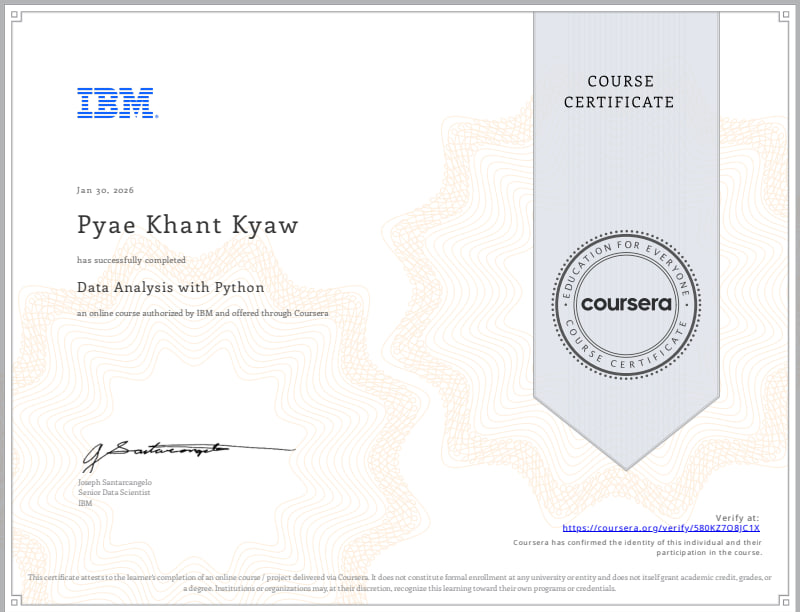 COURSE
CERTIFICATE
IBM
Jan 30, 2026
Pyae Khant Kyaw
has successfully completed
Data Analysis with Python
an online course authorized by IBM and offered through Coursera
EDUCATION FOR EVERYONE
coursera
COURSE CERTIFICATE
Joseph Santarcangelo
Senior Data Scientist
IBM
Verify at:
https://coursera.org/verify/580KZ7O8JC1X
Coursera has confirmed the identity of this individual and their
participation in the course.
This certificate attests to the learner's completion of an online course / project delivered via Coursera. It does not constitute formal enrollment at any university or entity and does not itself grant academic credit, grades, or
a degree. Institutions or organizations may, at their discretion, recognize this learning toward their own programs or credentials.